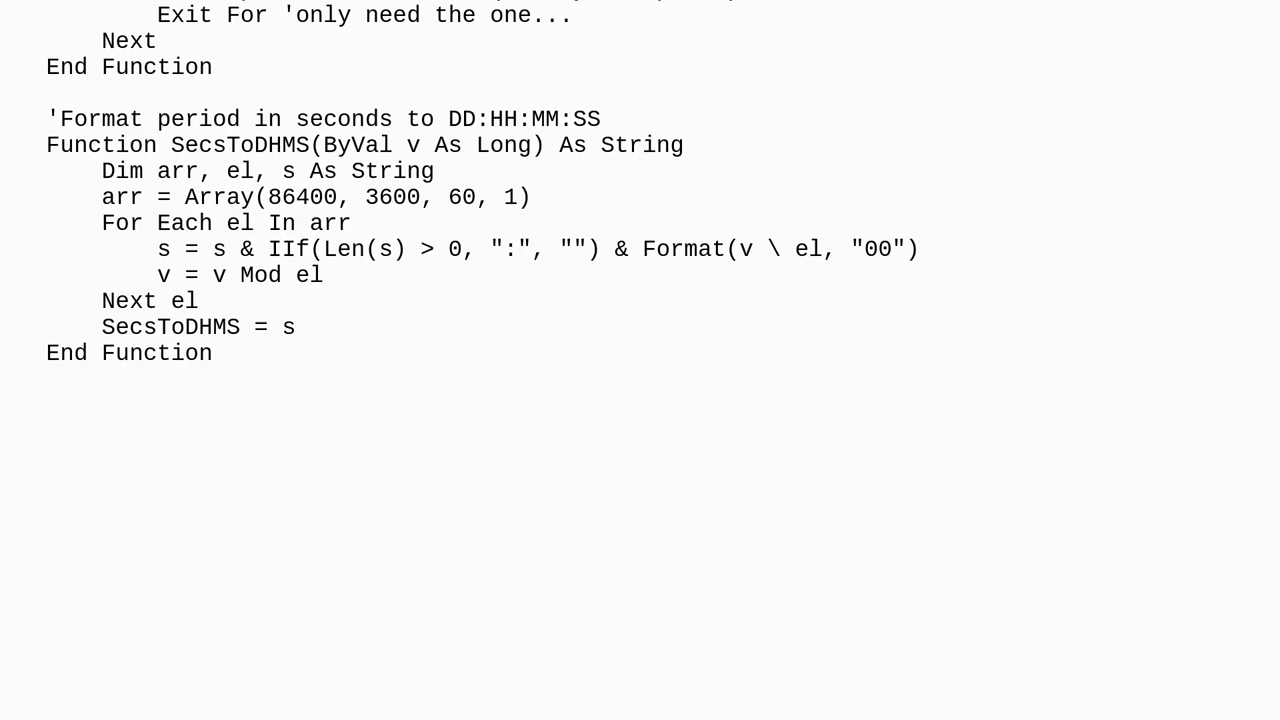 Exit For 'only need the one...
Next
End Function
'Format period in seconds to DD:HH:MM:SS
Function SecsToDHMS(ByVal v As Long) As String
Dim arr, el, s As String
arr = Array(86400, 3600, 60, 1)
For Each el In arr
s = s & IIf(Len(s) > 0, ":", "") & Format(v \ el, "00")
v = v Mod el
Next el
SecsToDHMS = s
End Function